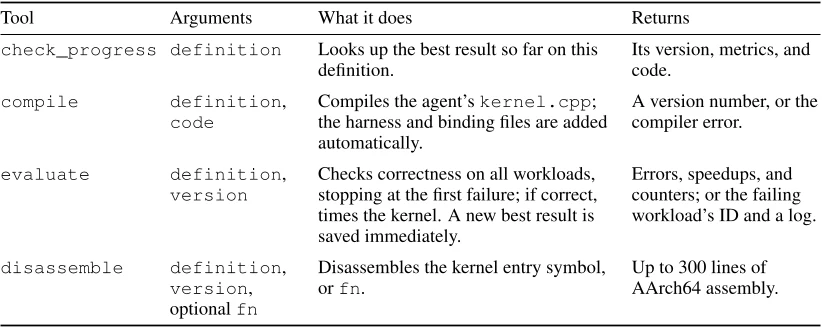 Tool Arguments What it does Returns
check_progress definition Looks up the best result so far on this Its version, metrics, and
definition. code.
compile definition, Compiles the agent's kernel.cpp; A version number, or the
code the harness and binding files are added compiler error.
automatically.
evaluate definition, Checks correctness on all workloads, Errors, speedups, and
version stopping at the first failure; if correct, counters; or the failing
times the kernel. A new best result is workload's ID and a log.
saved immediately.
disassemble definition, Disassembles the kernel entry symbol, Up to 300 lines of
version, or fn. AArch64 assembly.
optional fn